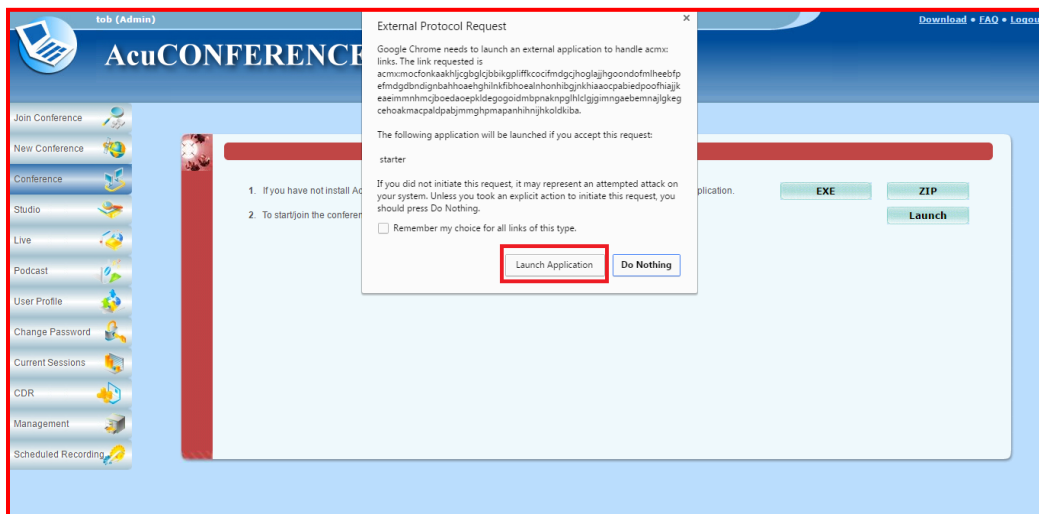 tob (Admin)
Download • FAQ • Logou
AcuCONFERENCE
External Protocol Request
Google Chrome needs to launch an external application to handle acmx:
links. The link requested is
acmx:mocfonkaakhljcgbglcjbbikgpliffkcocifmdgcjhoglajjhgoondofmlheebfp
efmdgdbndignbahhoaehghilnkfibhoealnhonhibgjnkhiaaocpabiedpoofhiajjk
eaeimmnhmcjboedaoepkldegogoidmbpnaknpglhlclgjgimngaebemnajlgkeg
cehoakmacpaldpabjmmghpmapanhihnijhkoldkiba.
The following application will be launched if you accept this request:
starter
If you did not initiate this request, it may represent an attempted attack on
your system. Unless you took an explicit action to initiate this request, you
should press Do Nothing.
Remember my choice for all links of this type.
Launch Application
Do Nothing
Join Conference
New Conference
Conference
Studio
Live
Podcast
User Profile
Change Password
Current Sessions
CDR
Management
Scheduled Recording
1. If you have not install Ac
plication.
EXE
ZIP
2. To start/join the conferen
Launch